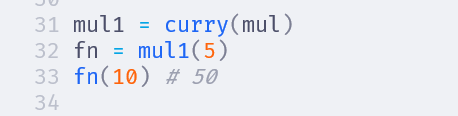 31 mul1 = curry(mul)
32 fn = mul1(5)
33 fn(10) # 50
34